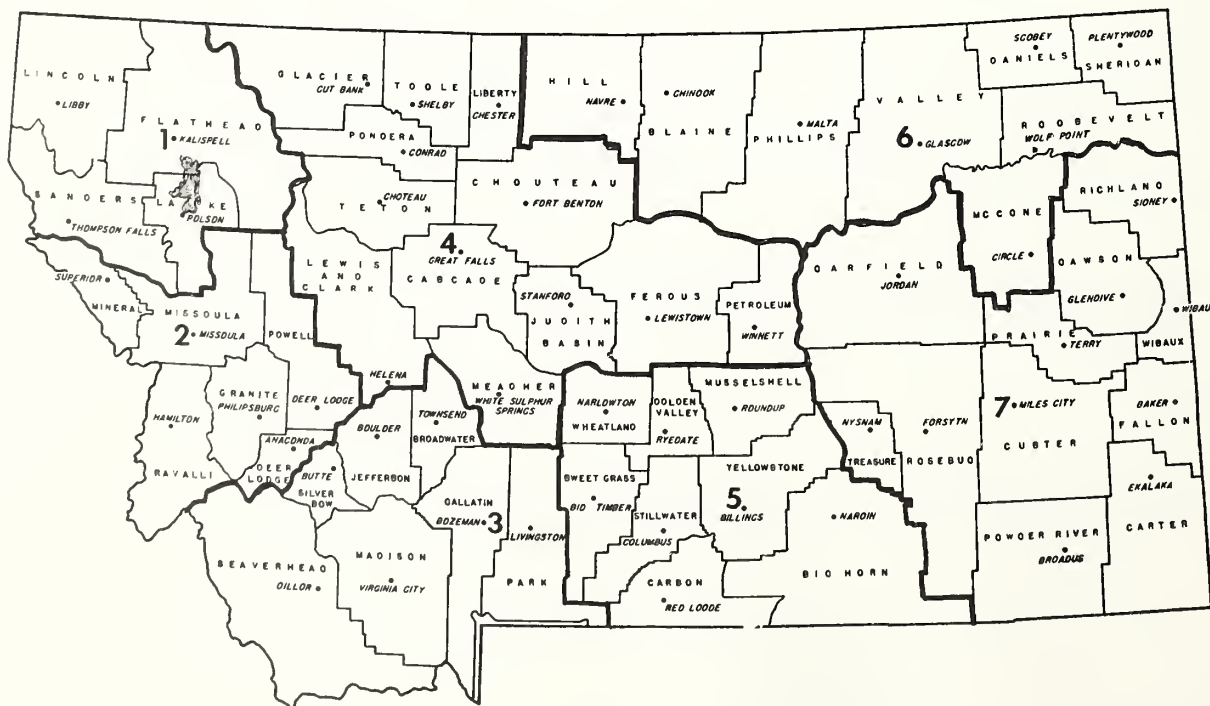 LINCOLN
LIBBY
FLATHEAD
1 KALISPELL
SANDERS
THOMPSON FALLS
LAKE
POLSON
GLACIER
CUT BANK
TOOLE
SHELBY
LIBERTY
CHESTER
PONDERA
CONRAD
TETON
CHOTEAU
HILL
HAVRE
CHINOOK
BLAINE
MALTA
PHILLIPS
VALLEY
6 GLASGOW
SCOBEY
DANIELS
PLENTYWOOD
SHERIDAN
ROOSEVELT
WOLF POINT
CHOUTEAU
FORT BENTON
4
GREAT FALLS
CASCADE
LEWIS
AND
CLARK
HELENA
STANFORD
JUDITH
BASIN
FERGUS
LEWISTOWN
PETROLEUM
WINNETT
GARFIELD
JORDAN
MCCONE
CIRCLE
RICHLAND
SIDNEY
DAWSON
GLENDIVE
PRAIRIE
TERRY
WIBAU
WIBAUX
SUPERIOR
MINERAL
MISSOULA
2 MISSOULA
POWELL
GRANITE
PHILIPSBURG
DEER LODGE
HAMILTON
RAVALLI
ANACONDA
DEER
LODGE
BUTTE
SILVER
BOW
BOULDER
JEFFERSON
TOWNSEND
BROADWATER
MEAGHER
WHITE SULPHUR
SPRINGS
HARLOWTON
WHEATLAND
GOLDEN
VALLEY
RYEGATE
MUSSELSHELL
ROUNDUP
HYSHAM
TREASURE
FORSYTH
ROSEBUD
7 MILES CITY
CUSTER
BAKER
FALLON
EKALAKA
CARTER
POWDER RIVER
BROADUS
BEAVERHEAD
DILLON
MADISON
VIRGINIA CITY
GALLATIN
BOZEMAN 3
LIVINGSTON
PARK
SWEET GRASS
BIG TIMBER
STILLWATER
COLUMBUS
YELLOWSTONE
5
BILLINGS
CARBON
RED LODGE
HARDIN
BIG HORN